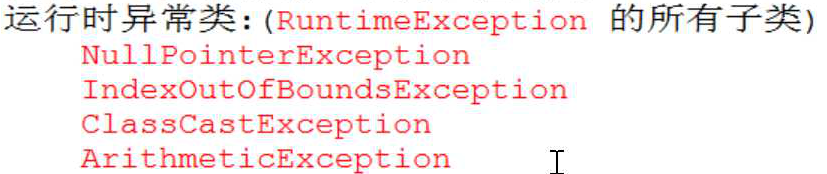 运行时异常类:(RuntimeException 的所有子类)
NullPointerException
IndexOutOfBoundsException
ClassCastException
ArithmeticException